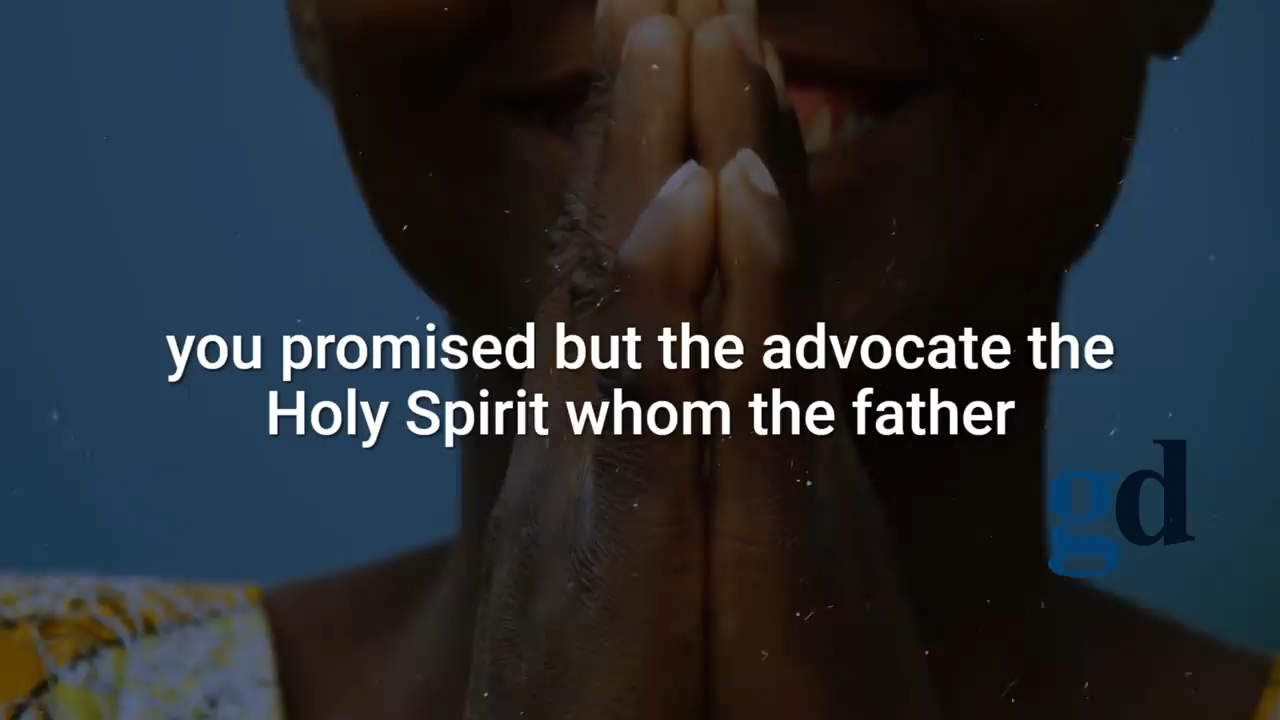 you promised but the advocate the
Holy Spirit whom the father
gd